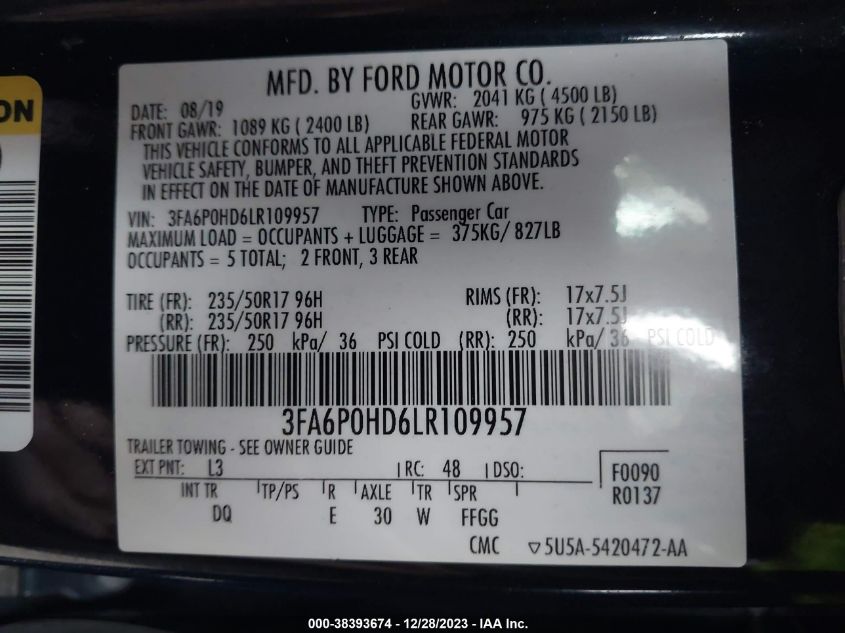 ON
MFD. BY FORD MOTOR CO.
DATE: 08/19 GVWR: 2041 KG ( 4500 LB)
FRONT GAWR: 1089 KG ( 2400 LB) REAR GAWR: 975 KG ( 2150 LB)
THIS VEHICLE CONFORMS TO ALL APPLICABLE FEDERAL MOTOR
VEHICLE SAFETY, BUMPER, AND THEFT PREVENTION STANDARDS
IN EFFECT ON THE DATE OF MANUFACTURE SHOWN ABOVE.
VIN: 3FA6P0HD6LR109957 TYPE: Passenger Car
MAXIMUM LOAD = OCCUPANTS + LUGGAGE = 375KG/ 827LB
OCCUPANTS = 5 TOTAL; 2 FRONT, 3 REAR
TIRE (FR): 235/50R17 96H RIMS (FR): 17x7.5J
(RR): 235/50R17 96H (RR): 17x7.5J
PRESSURE (FR): 250 kPa/ 36 PSI COLD (RR): 250 kPa/ 36 PSI COLD
3FA6P0HD6LR109957
TRAILER TOWING - SEE OWNER GUIDE
EXT PNT: L3 RC: 48 DSO: F0090
R0137
INT TR TP/PS R AXLE TR SPR
DQ E 30 W FFGG
CMC ▽5U5A-5420472-AA
000-38393674 - 12/28/2023 - IAA Inc.